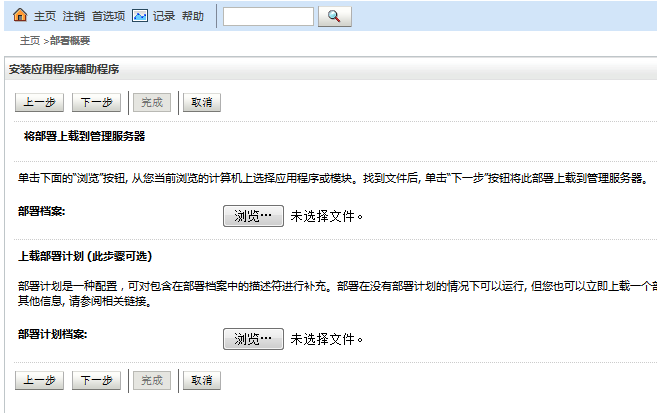 主页 注销 首选项 记录 帮助
主页 >部署概要
安装应用程序辅助程序
上一步 下一步 完成 取消
将部署上载到管理服务器
单击下面的“浏览”按钮, 从您当前浏览的计算机上选择应用程序或模块。找到文件后, 单击“下一步”按钮将此部署上载到管理服务器。
部署档案: 浏览… 未选择文件。
上载部署计划 (此步骤可选)
部署计划是一种配置，可对包含在部署档案中的描述符进行补充。部署在没有部署计划的情况下可以运行, 但您也可以立即上载一个
其他信息, 请参阅相关链接。
部署计划档案: 浏览… 未选择文件。
上一步 下一步 完成 取消